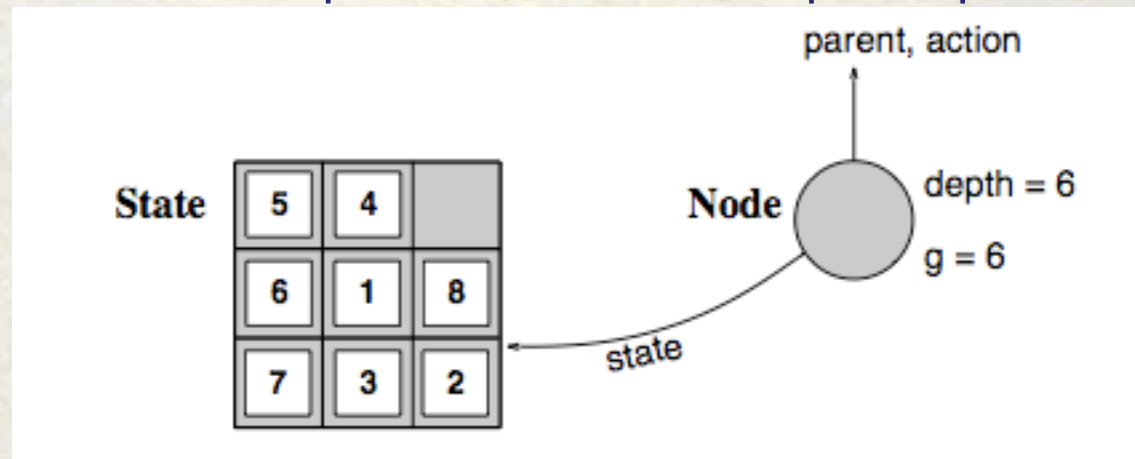 parent, action
State
5 4
6 1 8
7 3 2
Node
depth = 6
g = 6
state